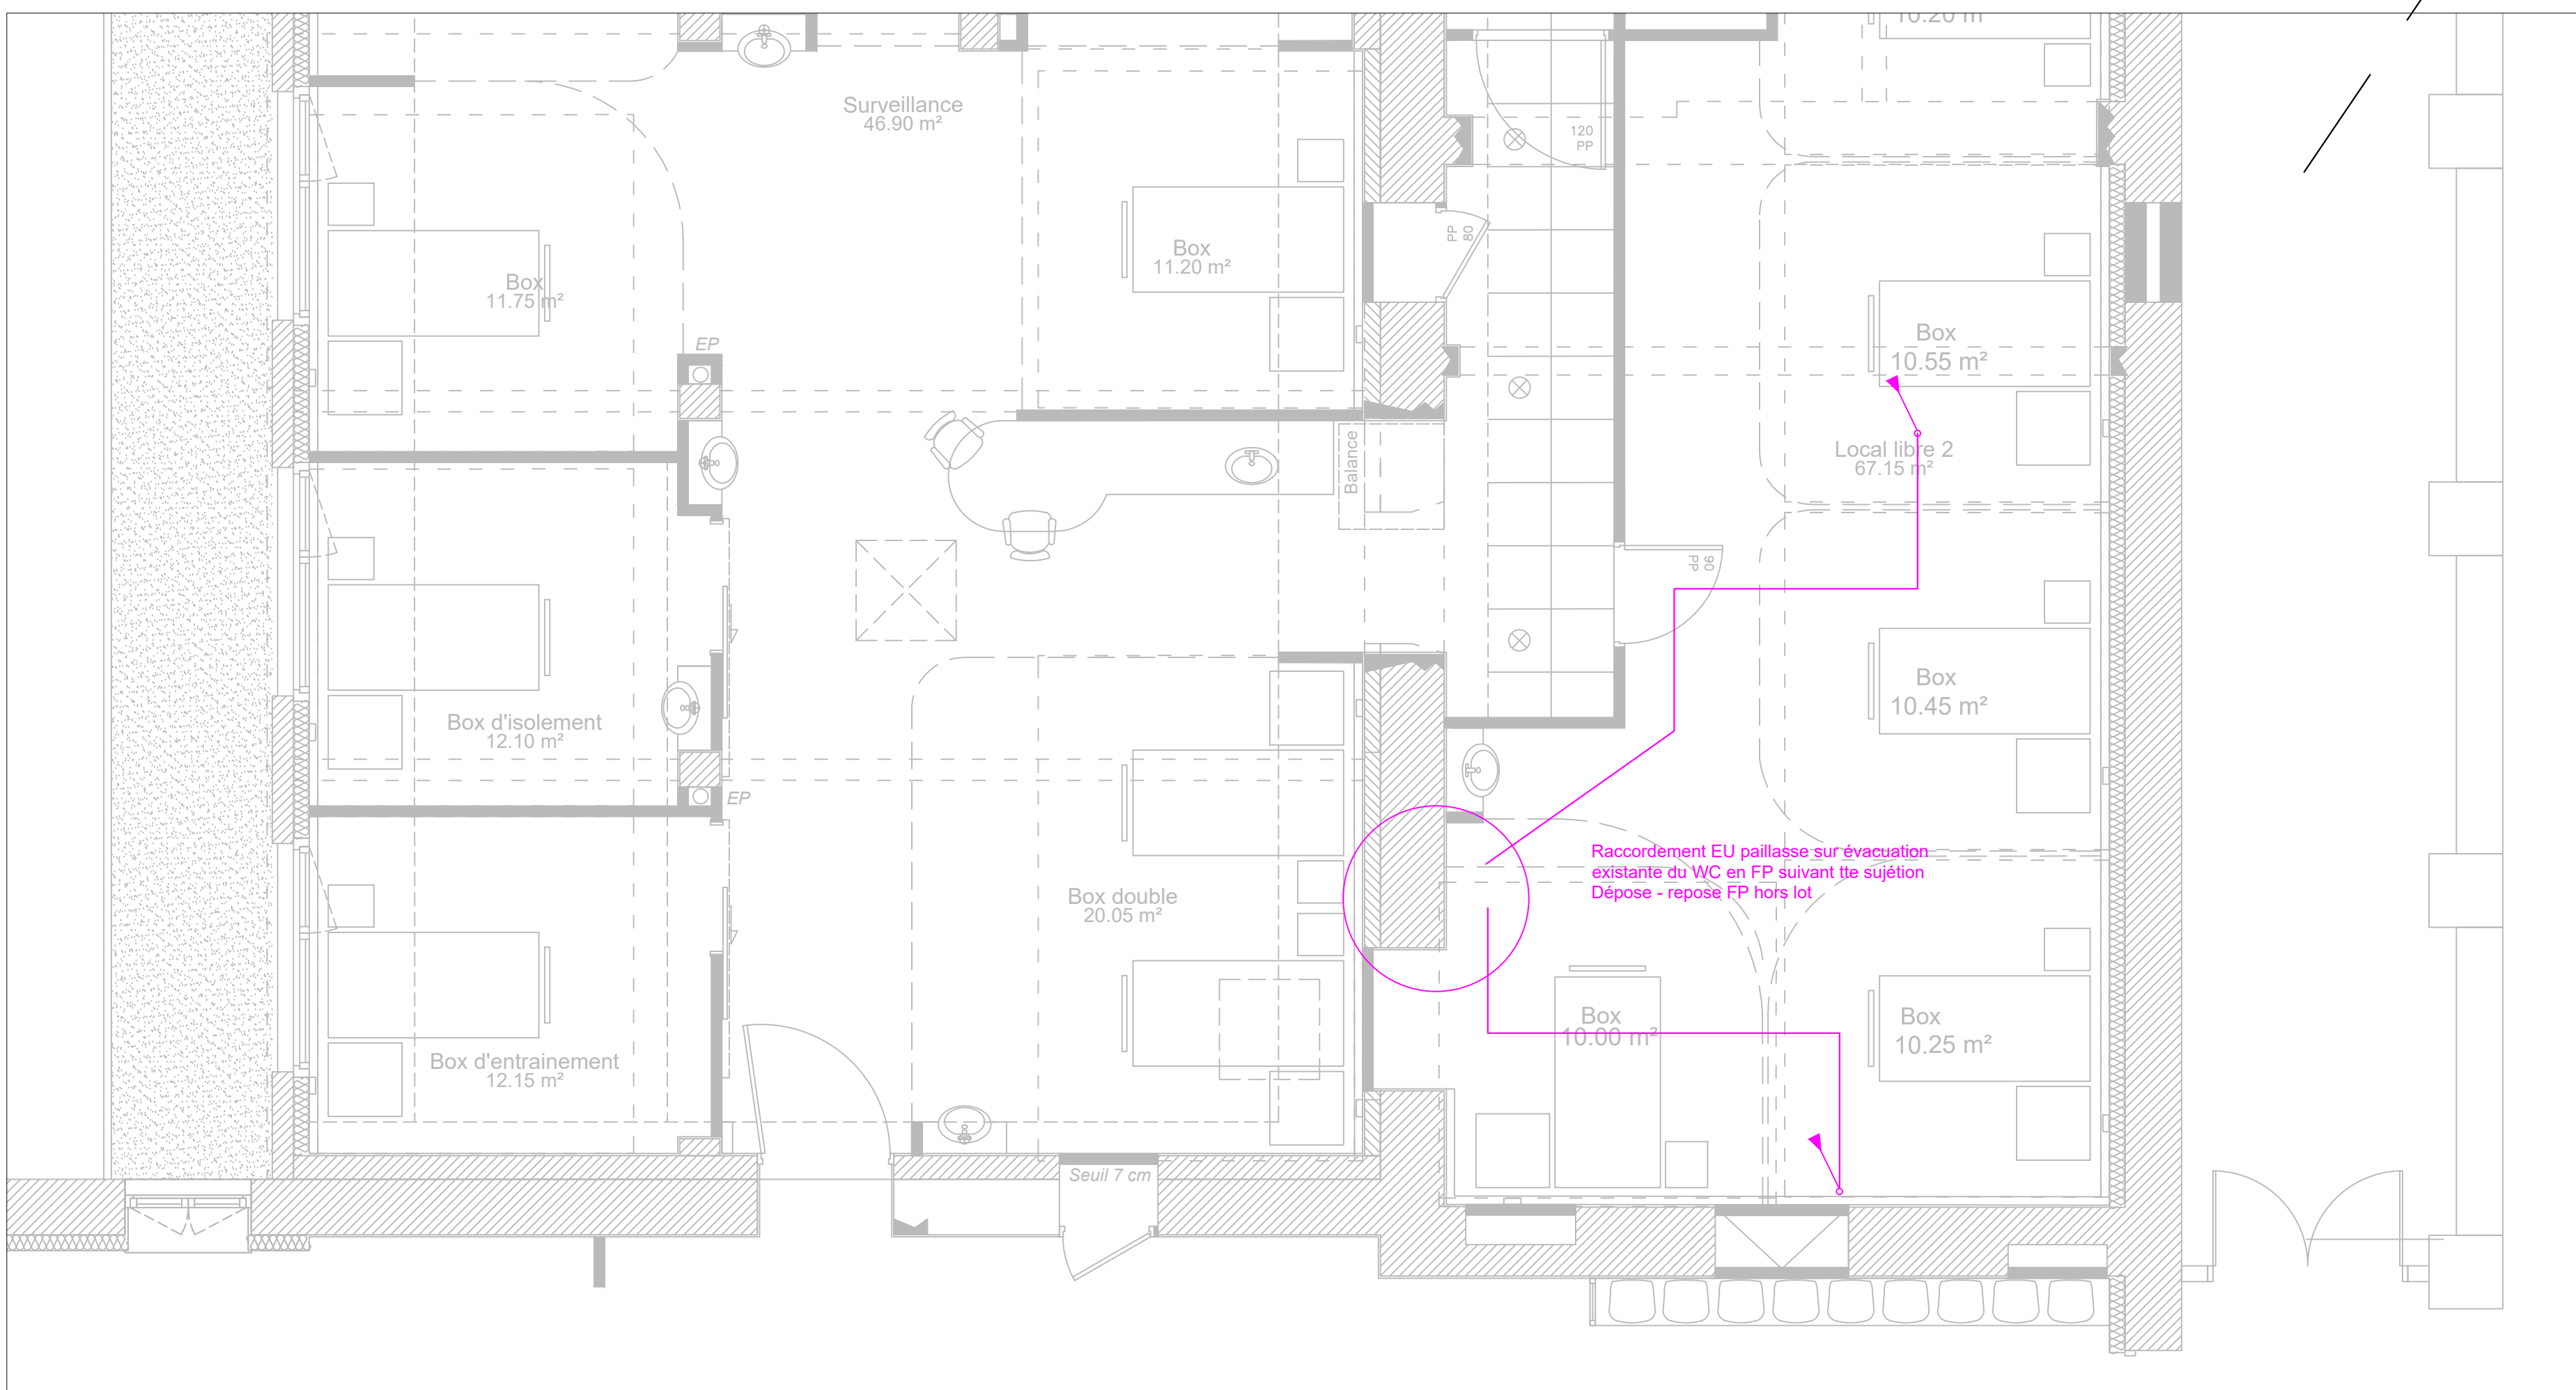 10.20 m²
Surveillance
46.90 m²
120
PP
PP
80
Box
11.20 m²
Box
11.75 m²
EP
Box
10.55 m²
Balance
Local libre 2
67.15 m²
90
PP
Box
10.45 m²
Box d'isolement
12.10 m²
EP
Raccordement EU paillasse sur évacuation
existante du WC en FP suivant tte sujétion
Dépose - repose FP hors lot
Box double
20.05 m²
Box
10.00 m²
Box
10.25 m²
Box d'entrainement
12.15 m²
Seuil 7 cm